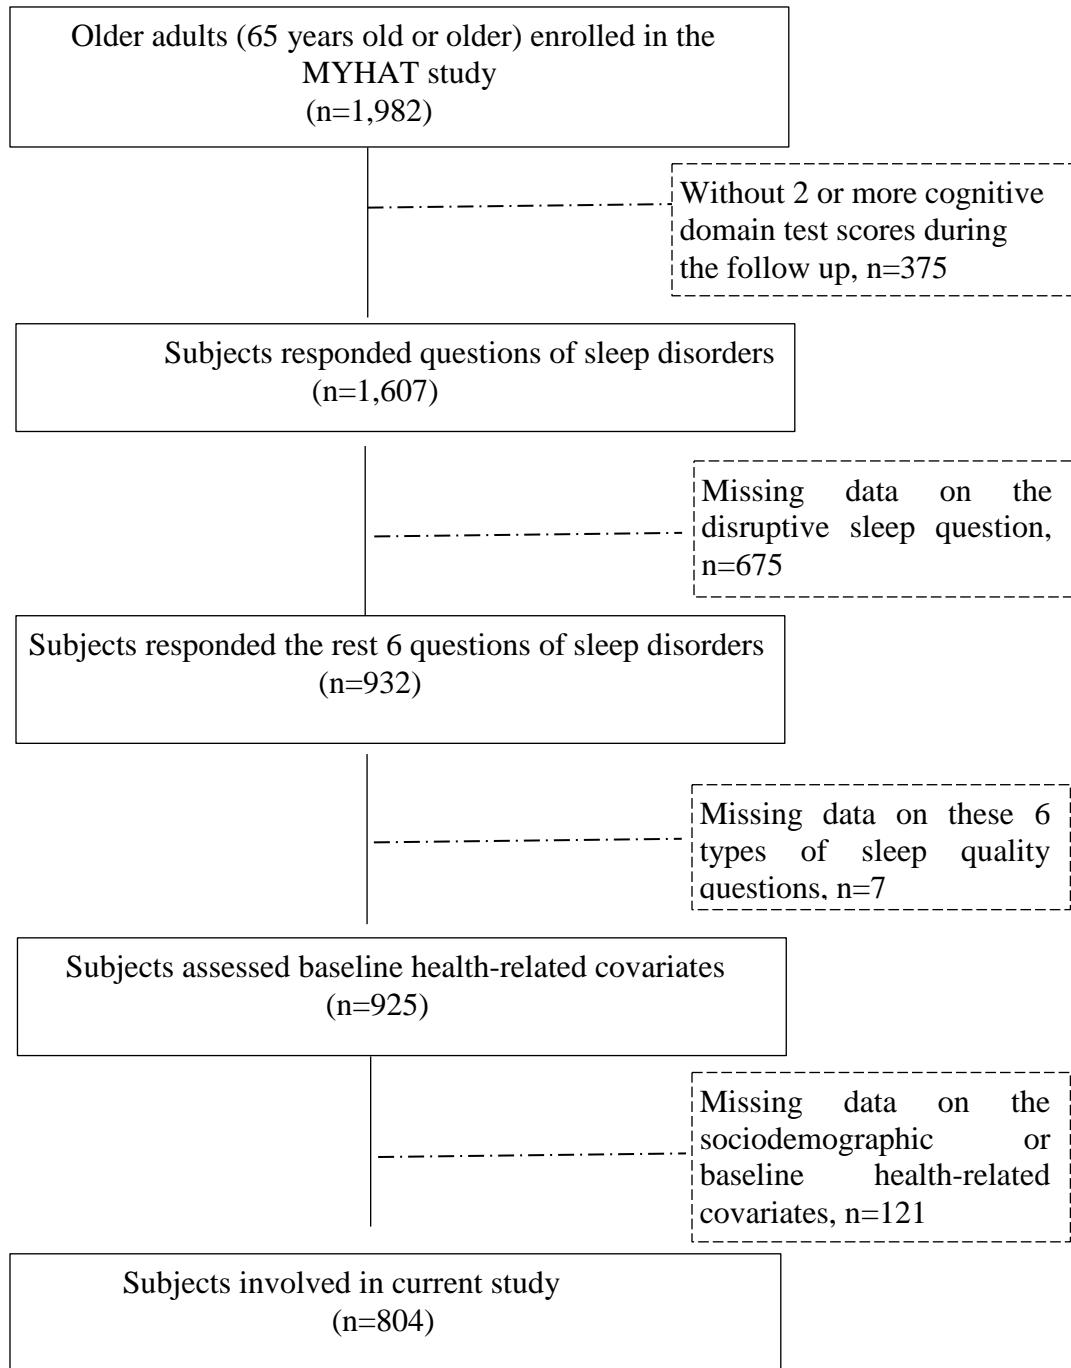 Older adults (65 years old or older) enrolled in the
MYHAT study
(n=1,982)
Without 2 or more cognitive
domain test scores during
the follow up, n=375
Subjects responded questions of sleep disorders
(n=1,607)
Missing data on the
disruptive sleep question,
n=675
Subjects responded the rest 6 questions of sleep disorders
(n=932)
Missing data on these 6
types of sleep quality
questions, n=7
Subjects assessed baseline health-related covariates
(n=925)
Missing data on the
sociodemographic or
baseline health-related
covariates, n=121
Subjects involved in current study
(n=804)